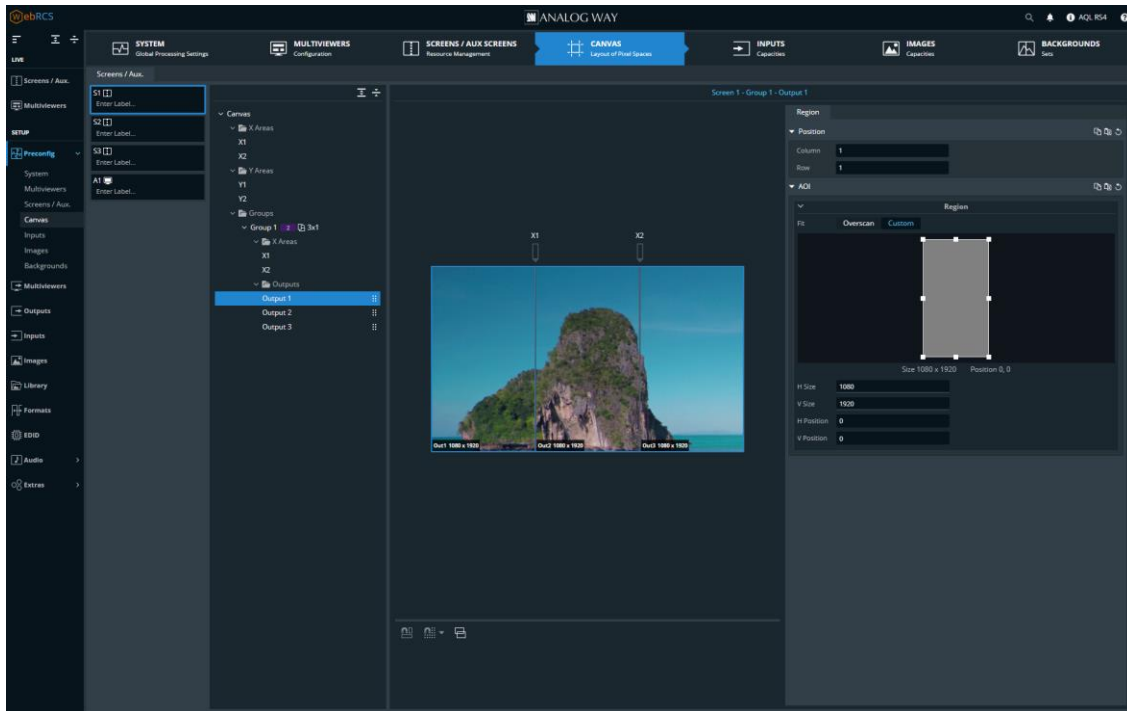 WebRCS
ANALOG WAY
AQL RS4
LIVE
Screens / Aux.
Multiviewers
SETUP
Preconfig
System
Multiviewers
Screens / Aux.
Canvas
Inputs
Images
Backgrounds
Multiviewers
Outputs
Inputs
Images
Library
Formats
EDID
Audio
Extras
SYSTEM
Global Processing Settings
MULTIVIEWERS
Configuration
SCREENS / AUX SCREENS
Resource Management
CANVAS
Layout of Pixel Spaces
INPUTS
Capacities
IMAGES
Capacities
BACKGROUNDS
Sets
Screens / Aux.
S1
Enter Label...
S2
Enter Label...
S3
Enter Label...
A1
Enter Label...
Canvas
X Areas
X1
X2
Y Areas
Y1
Y2
Groups
Group 1 3x1
X Areas
X1
X2
Outputs
Output 1
Output 2
Output 3
Screen 1 - Group 1 - Output 1
X1
X2
Out1 1080 x 1920
Out2 1080 x 1920
Out3 1080 x 1920
Region
Position
Column 1
Row 1
AOI
Region
Fit Overscan Custom
Size 1080 x 1920 Position 0, 0
H Size 1080
V Size 1920
H Position 0
V Position 0